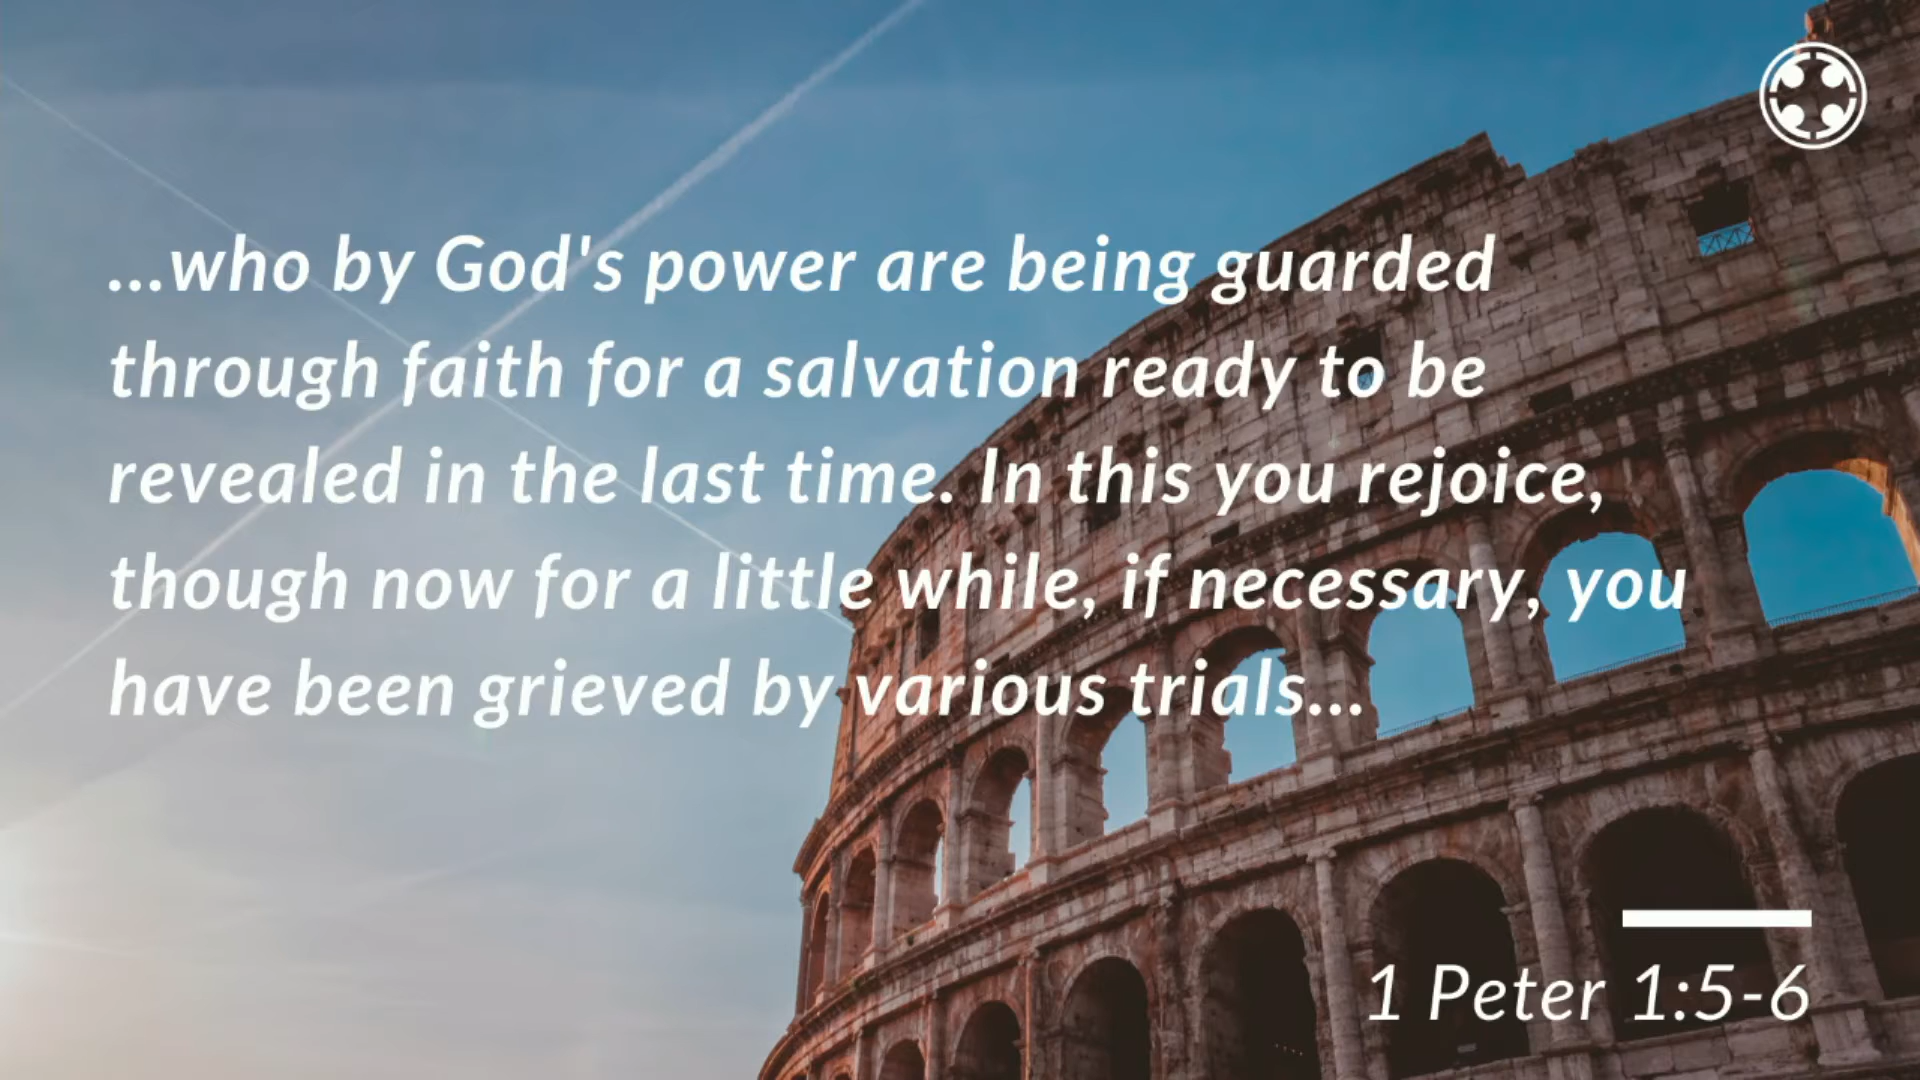 ...who by God's power are being guarded
through faith for a salvation ready to be
revealed in the last time. In this you rejoice,
though now for a little while, if necessary, you
have been grieved by various trials...
1 Peter 1:5-6